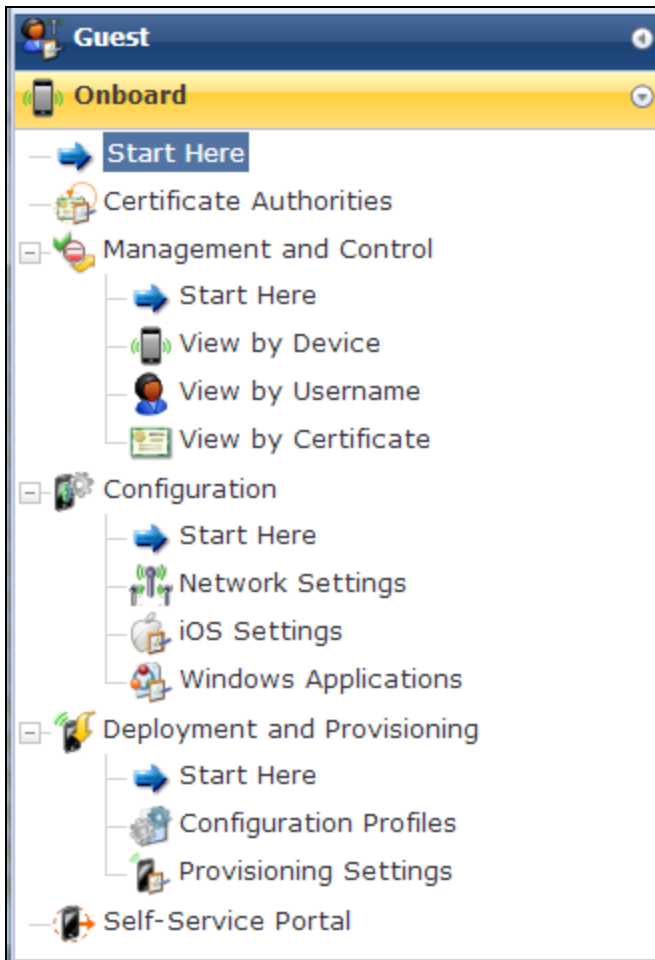 Guest
Onboard
Start Here
Certificate Authorities
Management and Control
Start Here
View by Device
View by Username
View by Certificate
Configuration
Start Here
Network Settings
iOS Settings
Windows Applications
Deployment and Provisioning
Start Here
Configuration Profiles
Provisioning Settings
Self-Service Portal